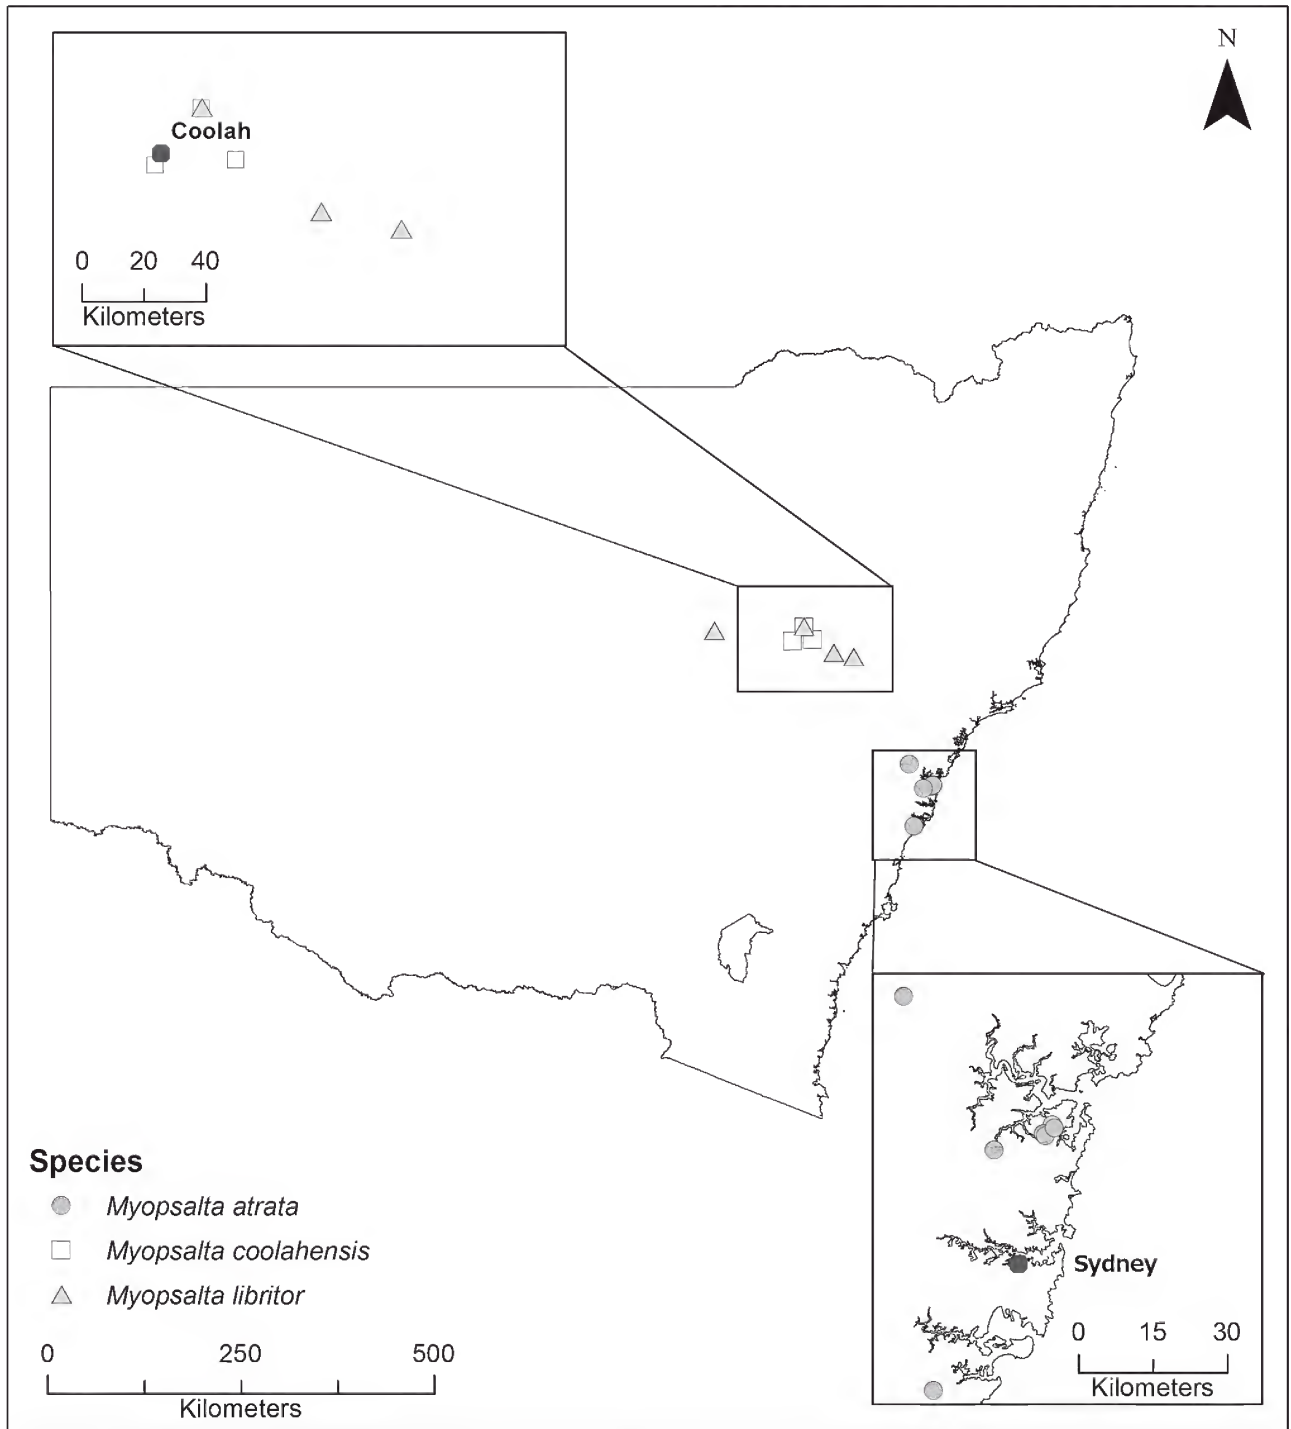 N
Coolah
0 20 40
Kilometers
Species
Myopsalta atrata
Myopsalta coolahensis
Myopsalta libritor
0 250 500
Kilometers
Sydney
0 15 30
Kilometers